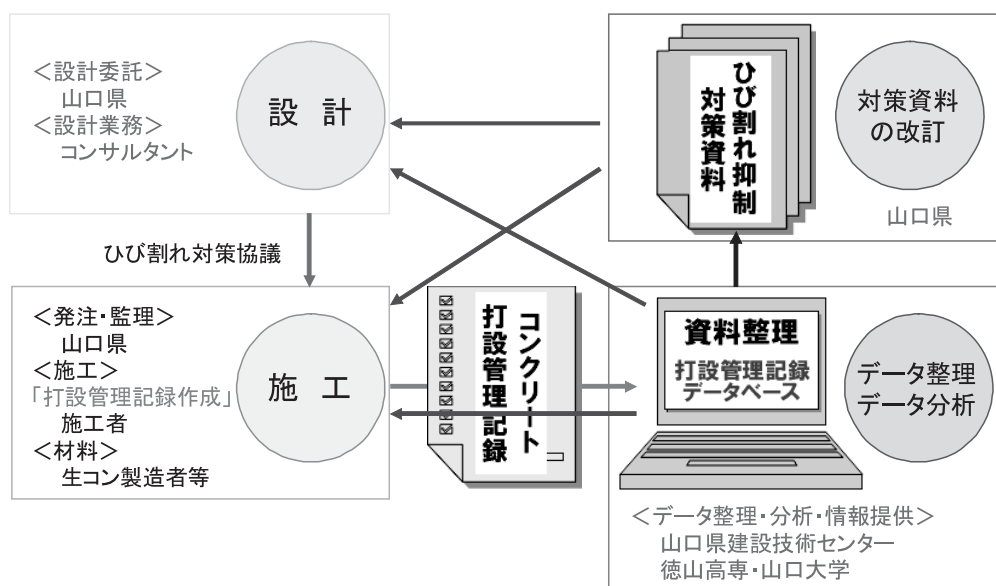 <設計委託>
山口県
<設計業務>
コンサルタント
設計
ひび割れ抑制
対策資料
対策資料
の改訂
山口県
ひび割れ対策協議
<発注・監理>
山口県
<施工>
「打設管理記録作成」
施工者
<材料>
生コン製造者等
施工
コンクリート
打設管理記録
資料整理
打設管理記録
データベース
データ整理
データ分析
<データ整理・分析・情報提供>
山口県建設技術センター
徳山高専・山口大学